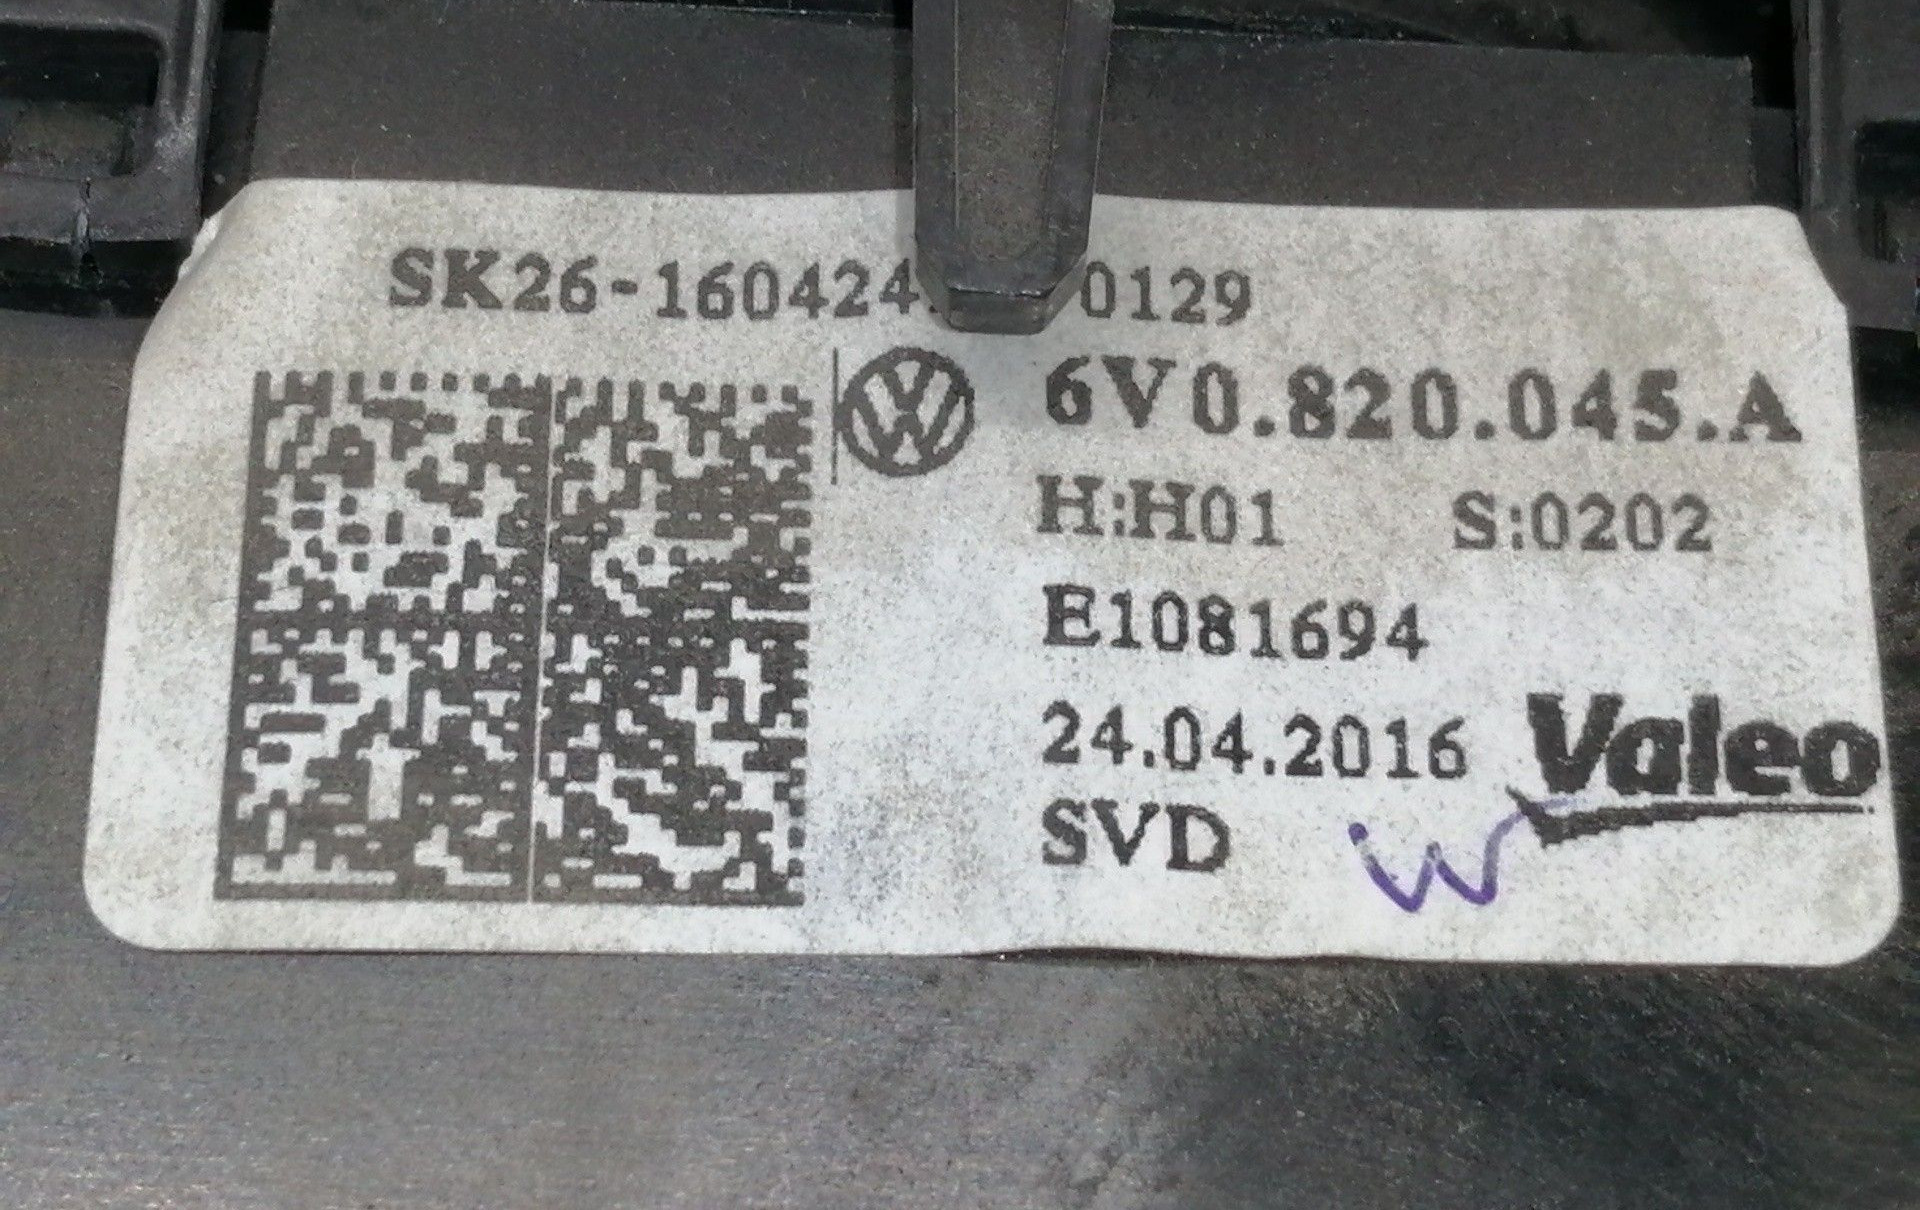 SK26-160424 0129
6V0.820.045.A
H:H01 S:0202
E1081694
24.04.2016 Valeo
SVD W